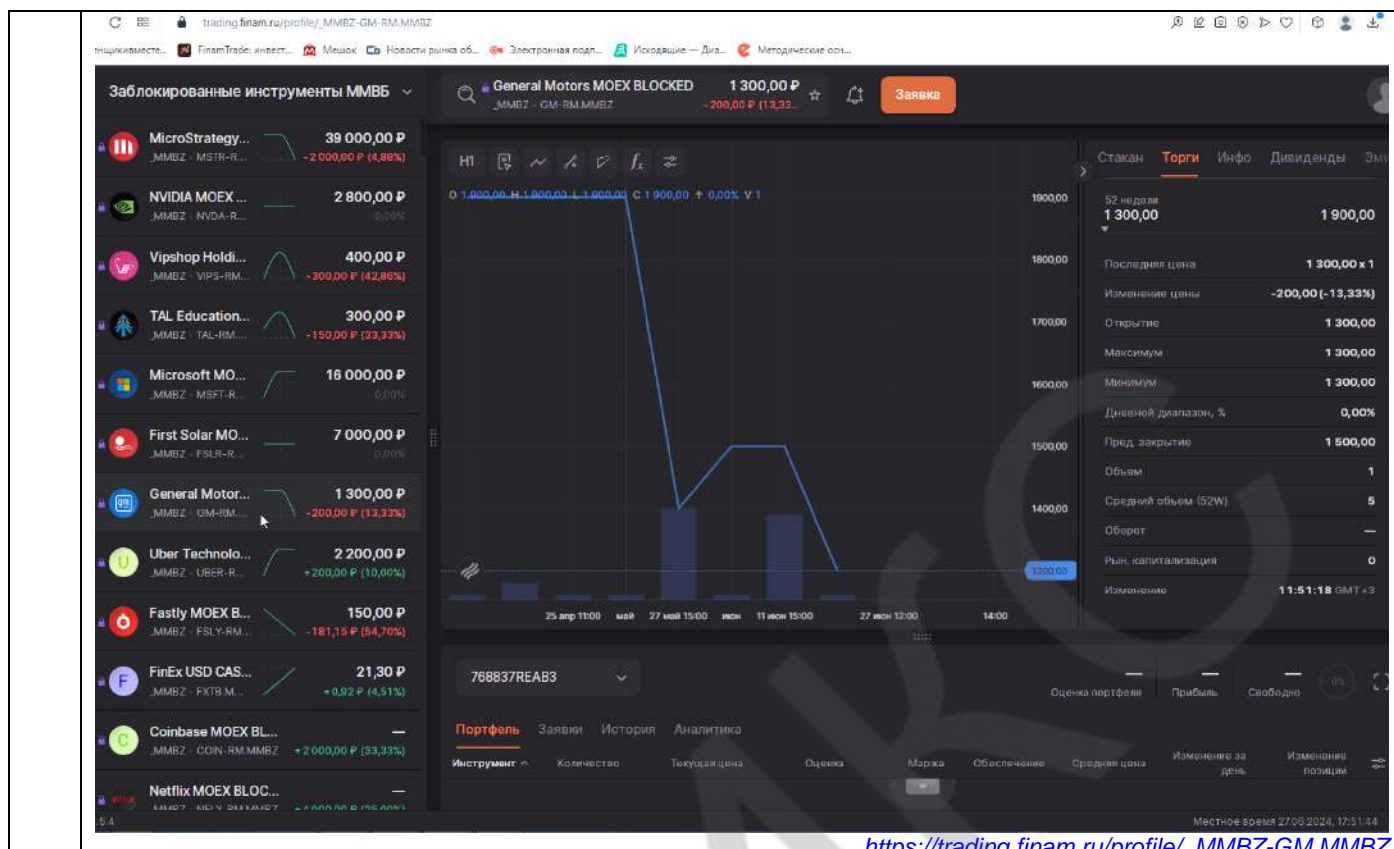 trading.finam.ru/profile/_MMBZ-GM-RM.MMBZ
FinamTrade: инвест... Мешок Новости рынка об... Электронная подп... Исходящие — Диа... Методические осн...
Заблокированные инструменты ММВБ
General Motors MOEX BLOCKED 1 300,00 ₽
_MMBZ · GM-RM.MMBZ -200,00 ₽ (13,33...
Заявка
MicroStrategy... 39 000,00 ₽
_MMBZ · MSTR-R... -2 000,00 ₽ (4,88%)
NVIDIA MOEX ... 2 800,00 ₽
_MMBZ · NVDA-R... 0,00%
Vipshop Holdi... 400,00 ₽
_MMBZ · VIPS-RM... -300,00 ₽ (42,86%)
TAL Education... 300,00 ₽
_MMBZ · TAL-RM.... -150,00 ₽ (33,33%)
Microsoft MO... 16 000,00 ₽
_MMBZ · MSFT-R... 0,00%
First Solar MO... 7 000,00 ₽
_MMBZ · FSLR-R... 0,00%
General Motor... 1 300,00 ₽
_MMBZ · GM-RM.... -200,00 ₽ (13,33%)
Uber Technolo... 2 200,00 ₽
_MMBZ · UBER-R... +200,00 ₽ (10,00%)
Fastly MOEX B... 150,00 ₽
_MMBZ · FSLY-RM... -181,15 ₽ (54,70%)
FinEx USD CAS... 21,30 ₽
_MMBZ · FXTB.M... +0,92 ₽ (4,51%)
Coinbase MOEX BL... —
_MMBZ · COIN-RM.MMBZ +2 000,00 ₽ (33,33%)
Netflix MOEX BLOC... —
H1
O 1 900,00 H 1 900,00 L 1 900,00 C 1 900,00 ↑ 0,00% V 1
1900,00
1800,00
1700,00
1600,00
1500,00
1400,00
1300,00
25 апр 11:00 май 27 май 15:00 июн 11 июн 15:00 27 июн 12:00 14:00
Стакан Торги Инфо Дивиденды Эми
52 недели
1 300,00 1 900,00
Последняя цена 1 300,00 x 1
Изменение цены -200,00 (-13,33%)
Открытие 1 300,00
Максимум 1 300,00
Минимум 1 300,00
Дневной диапазон, % 0,00%
Пред. закрытие 1 500,00
Объем 1
Средний объем (52W) 5
Оборот —
Рын. капитализация 0
Изменение 11:51:18 GMT+3
768837REAB3
Оценка портфеля Прибыль Свободно 0%
Портфель Заявки История Аналитика
Инструмент Количество Текущая цена Оценка Маржа Обеспечение Средняя цена Изменение за день Изменение позиции
5.4 Местное время 27.06.2024, 17:51:44
https://trading.finam.ru/profile/_MMBZ-GM.MMBZ